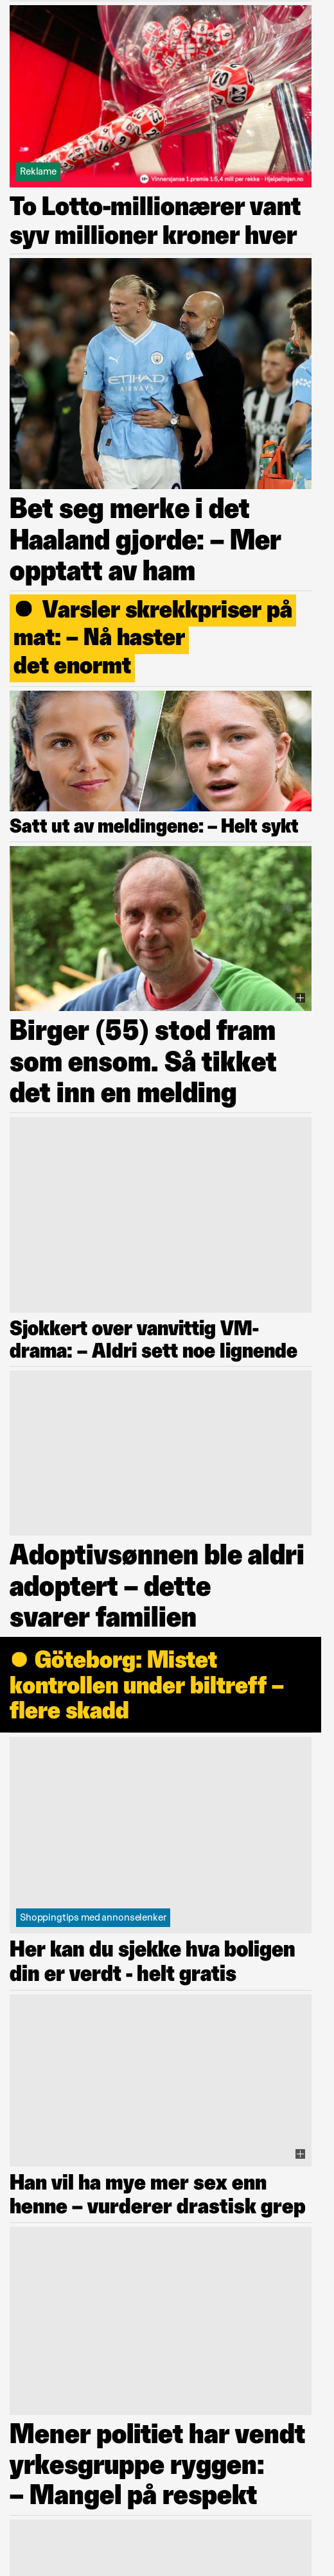 Reklame
18+ Vinnersjanse 1.premie 1:5,4 mill per rekke - Hjelpelinjen.no
To Lotto-millionærer vant
syv millioner kroner hver
ETIHAD
AIRWAYS
Bet seg merke i det
Haaland gjorde: – Mer
opptatt av ham
Varsler skrekkpriser på
mat: – Nå haster
det enormt
Satt ut av meldingene: – Helt sykt
Birger (55) stod fram
som ensom. Så tikket
det inn en melding
Sjokkert over vanvittig VM-
drama: – Aldri sett noe lignende
Adoptivsønnen ble aldri
adoptert – dette
svarer familien
Göteborg: Mistet
kontrollen under biltreff –
flere skadd
Shoppingtips med annonselenker
Her kan du sjekke hva boligen
din er verdt - helt gratis
Han vil ha mye mer sex enn
henne – vurderer drastisk grep
Mener politiet har vendt
yrkesgruppe ryggen:
– Mangel på respekt